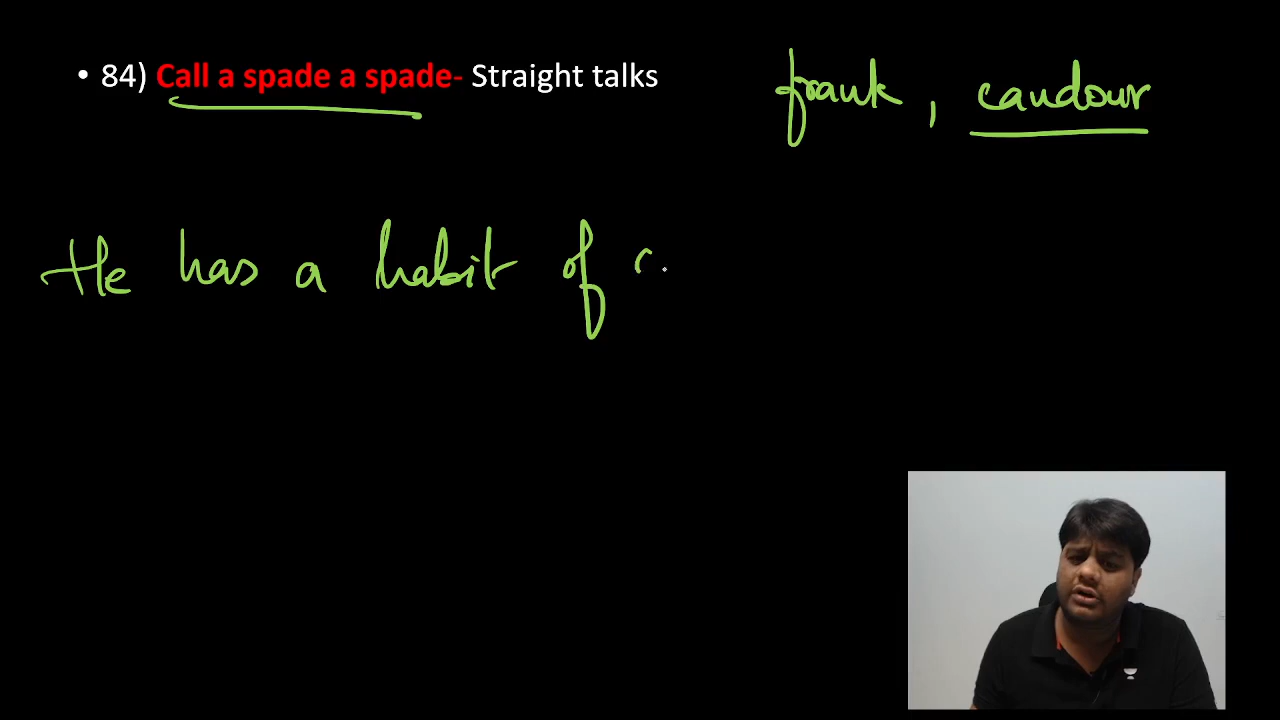 • 84) Call a spade a spade- Straight talks
frank, candour
He has a habit of c